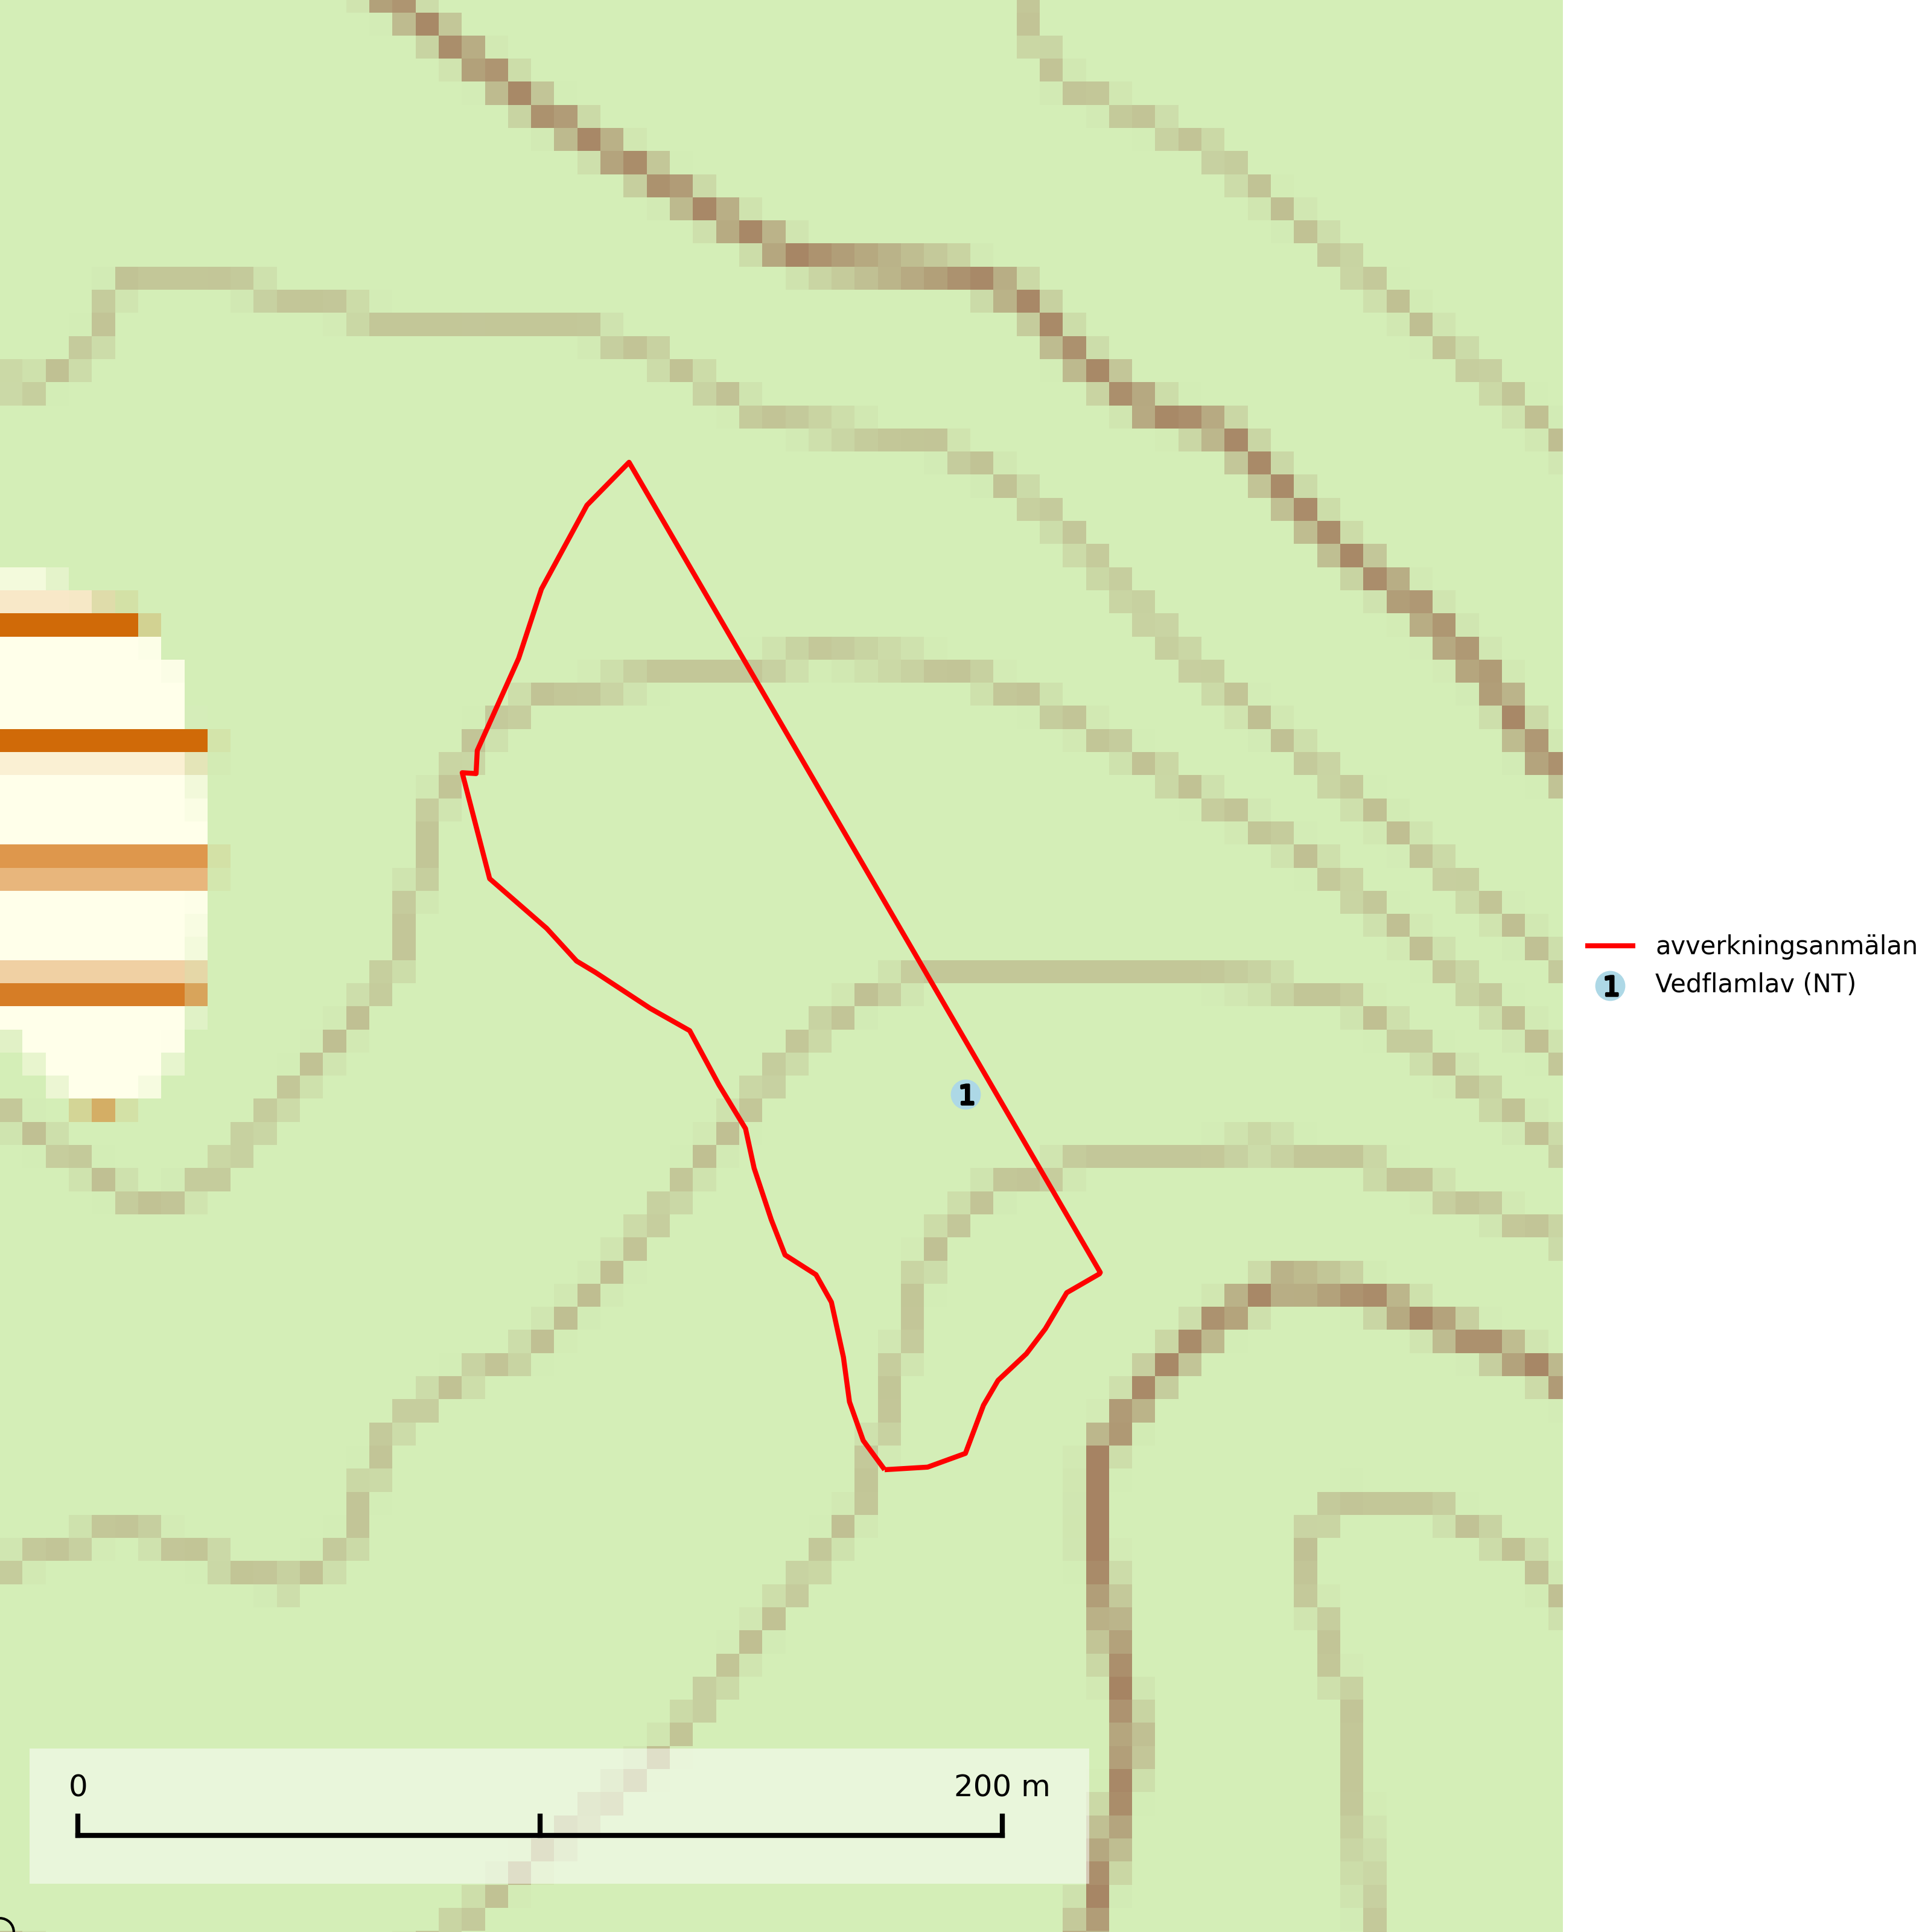 avverkningsanmälan
1 Vedflamlav (NT)
1
0 200 m